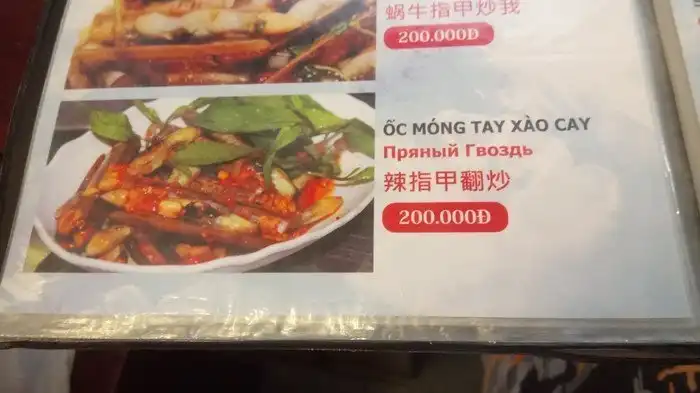 蜗牛指甲炒我
200.000Đ
ỐC MÓNG TAY XÀO CAY
Пряный Гвоздь
辣指甲翻炒
200.000Đ